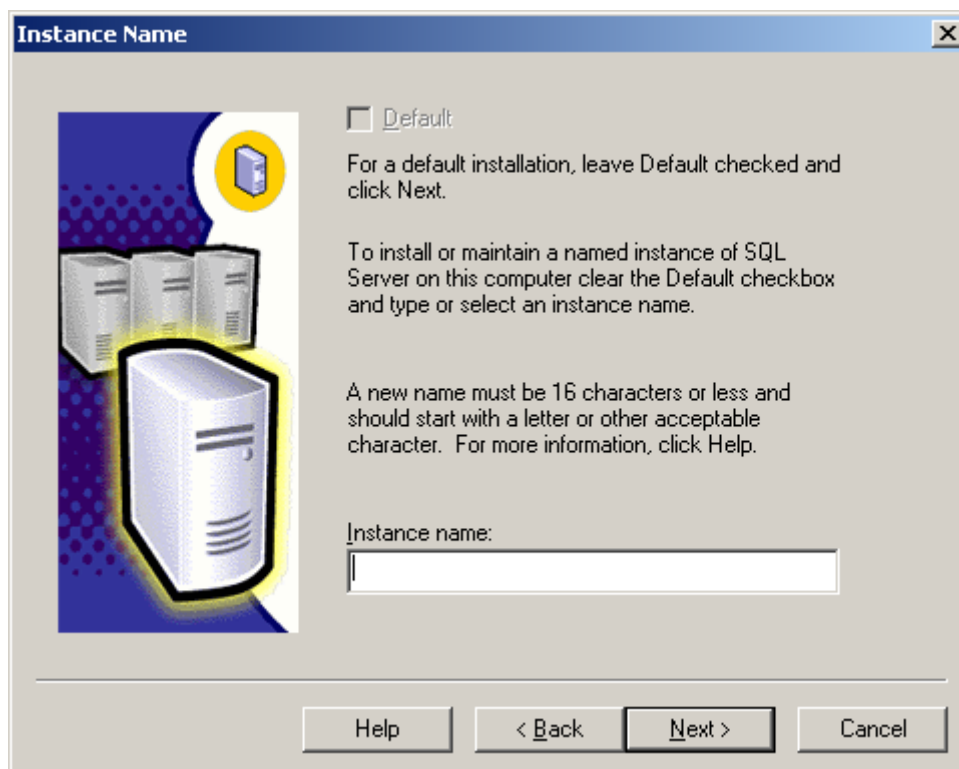 Instance Name
Default
For a default installation, leave Default checked and
click Next.
To install or maintain a named instance of SQL
Server on this computer clear the Default checkbox
and type or select an instance name.
A new name must be 16 characters or less and
should start with a letter or other acceptable
character.  For more information, click Help.
Instance name:
Help
< Back
Next >
Cancel